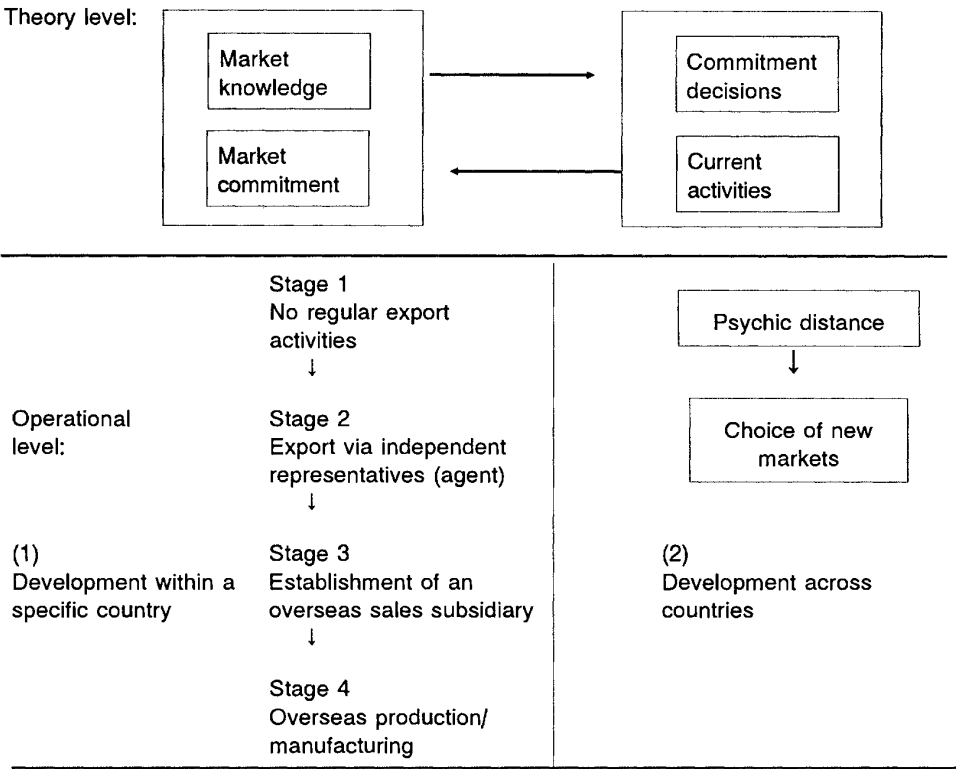 Theory level:
Market
knowledge
Market
commitment
Commitment
decisions
Current
activities
Stage 1
No regular export
activities
↓
Operational
level:
Stage 2
Export via independent
representatives (agent)
↓
(1)
Development within a
specific country
Stage 3
Establishment of an
overseas sales subsidiary
↓
Stage 4
Overseas production/
manufacturing
Psychic distance
↓
Choice of new
markets
(2)
Development across
countries